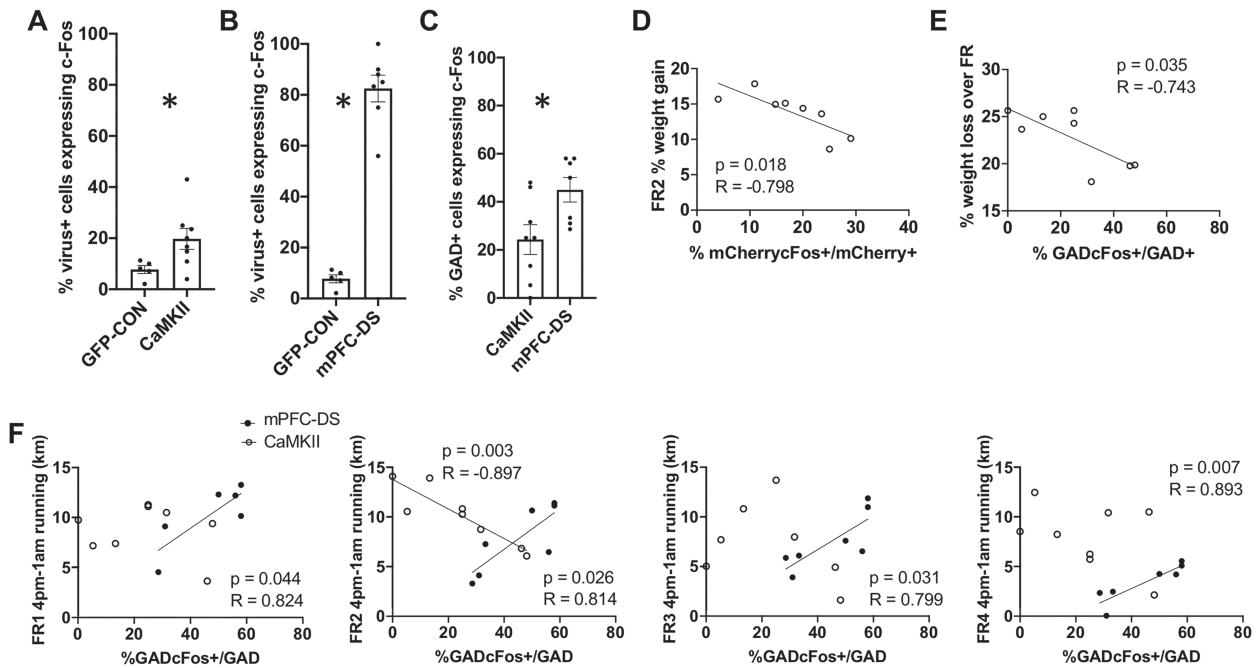 A
% virus+ cells expressing c-Fos
100
80
60
40
20
0
*
GFP-CON
CaMKII
B
% virus+ cells expressing c-Fos
100
80
60
40
20
0
*
GFP-CON
mPFC-DS
C
% GAD+ cells expressing c-Fos
100
80
60
40
20
0
*
CaMKII
mPFC-DS
D
FR2 % weight gain
20
15
10
5
0
p = 0.018
R = -0.798
0 10 20 30 40
% mCherrycFos+/mCherry+
E
% weight loss over FR
30
25
20
15
p = 0.035
R = -0.743
0 20 40 60 80
% GADcFos+/GAD+
F
mPFC-DS
CaMKII
FR1 4pm-1am running (km)
15
10
5
0
p = 0.044
R = 0.824
0 20 40 60 80
%GADcFos+/GAD
FR2 4pm-1am running (km)
15
10
5
0
p = 0.003
R = -0.897
p = 0.026
R = 0.814
0 20 40 60 80
%GADcFos+/GAD
FR3 4pm-1am running (km)
15
10
5
0
p = 0.031
R = 0.799
0 20 40 60 80
%GADcFos+/GAD
FR4 4pm-1am running (km)
15
10
5
0
p = 0.007
R = 0.893
0 20 40 60 80
%GADcFos+/GAD